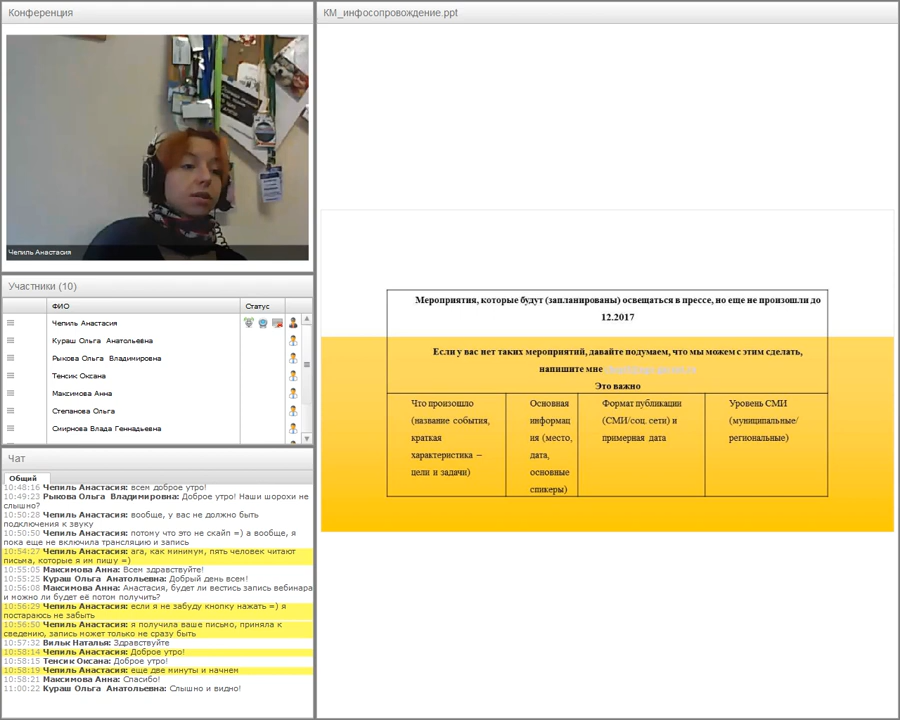 Конференция
Чепиль Анастасия
Участники (10)
ФИО
Статус
Чепиль Анастасия
Кураш Ольга Анатольевна
Рыкова Ольга Владимировна
Тенсик Оксана
Максимова Анна
Степанова Ольга
Смирнова Влада Геннадьевна
Чат
Общий
10:48:16 Чепиль Анастасия: всем доброе утро!
10:49:23 Рыкова Ольга Владимировна: Доброе утро! Наши шорохи не
слышно?
10:50:28 Чепиль Анастасия: вообще, у вас не должно быть
подключения к звуку
10:50:50 Чепиль Анастасия: потому что это не скайп =) а вообще, я
пока еще не включила трансляцию и запись
10:54:27 Чепиль Анастасия: ага, как минимум, пять человек читают
письма, которые я им пишу =)
10:55:05 Максимова Анна: Всем здравствуйте!
10:55:25 Кураш Ольга Анатольевна: Добрый день всем!
10:56:08 Максимова Анна: Анастасия, будет ли вестись запись вебинара
и можно ли будет её потом получить?
10:56:29 Чепиль Анастасия: если я не забуду кнопку нажать =) я
постараюсь не забыть
10:56:50 Чепиль Анастасия: я получила ваше письмо, приняла к
сведению, запись может только не сразу быть
10:57:32 Вильк Наталья: Здравствуйте
10:58:14 Чепиль Анастасия: Доброе утро!
10:58:15 Тенсик Оксана: Доброе утро!
10:58:19 Чепиль Анастасия: еще две минуты и начнем
10:58:21 Максимова Анна: Спасибо!
11:00:22 Кураш Ольга Анатольевна: Слышно и видно!
КМ_инфосопровождение.ppt
Мероприятия, которые будут (запланированы) освещаться в прессе, но еще не произошли до
12.2017
Если у вас нет таких мероприятий, давайте подумаем, что мы можем с этим сделать,
напишите мне
Это важно
Что произошло
(название события,
краткая
характеристика –
цели и задачи)
Основная
информац
ия (место,
дата,
основные
спикеры)
Формат публикации
(СМИ/соц. сети) и
примерная дата
Уровень СМИ
(муниципальные/
региональные)